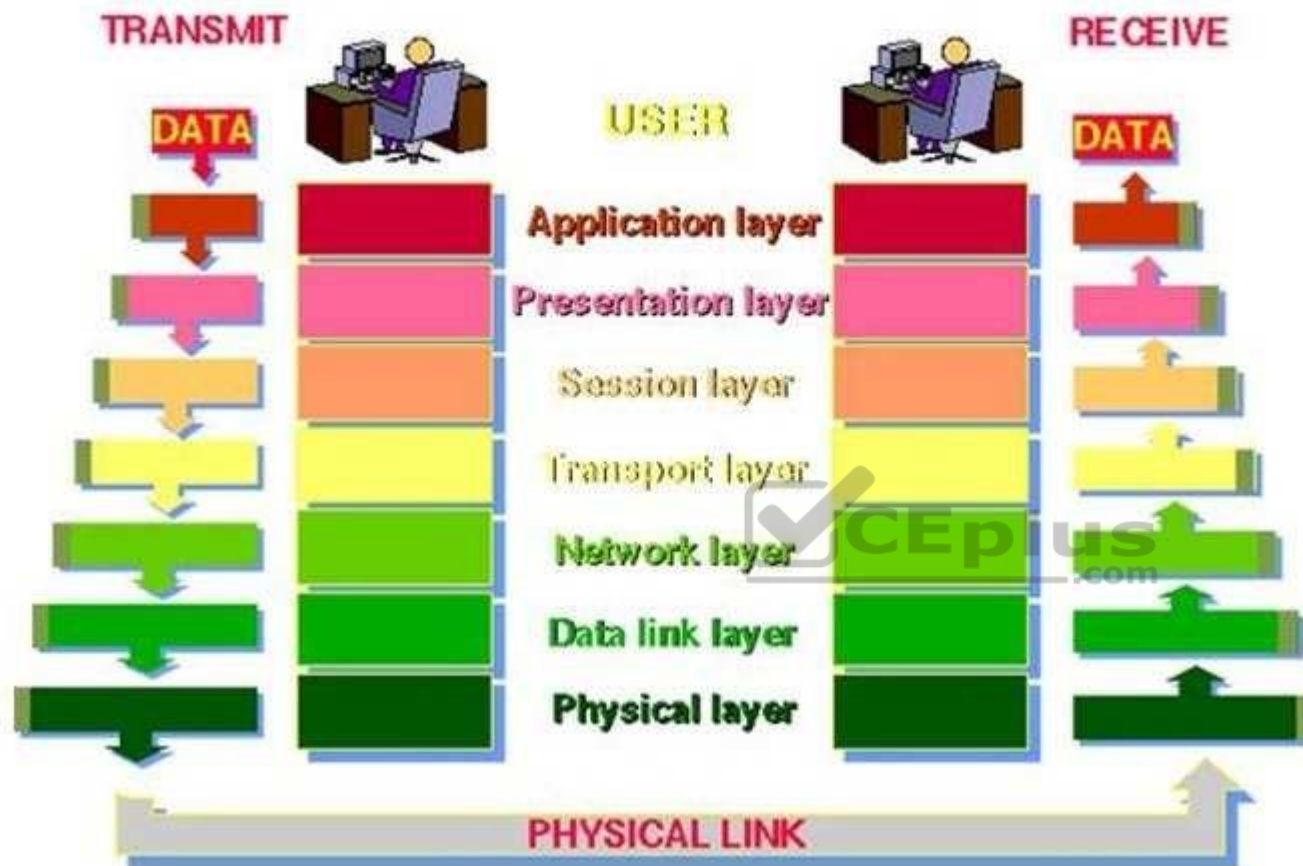 TRANSMIT
RECEIVE
DATA
USER
DATA
Application layer
Presentation layer
Session layer
Transport layer
Network layer
Data link layer
Physical layer
PHYSICAL LINK
CEplus
.com